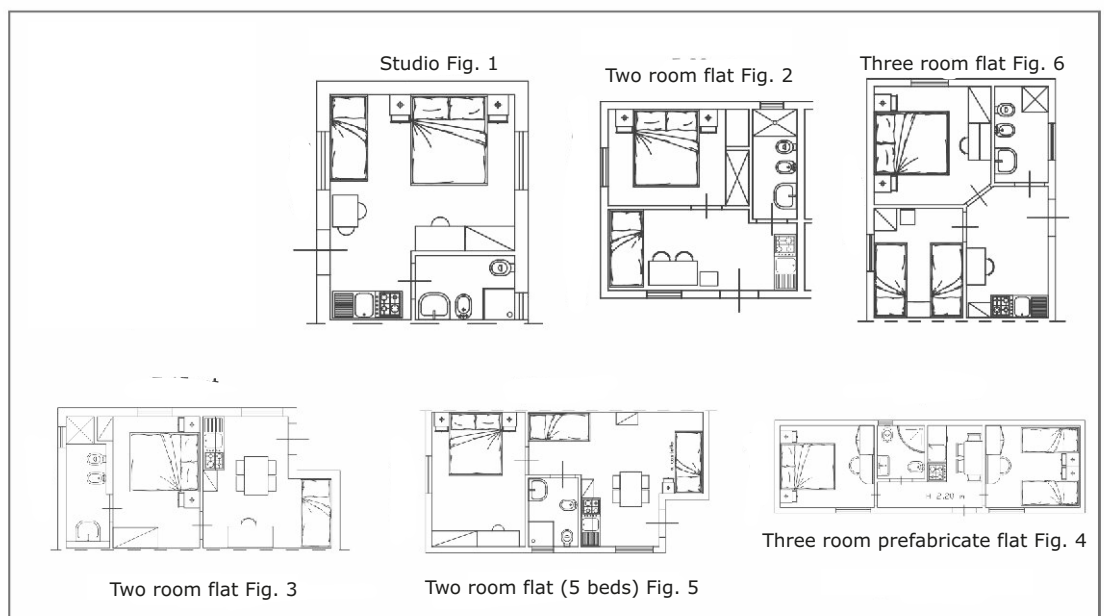 Studio Fig. 1
Two room flat Fig. 2
Three room flat Fig. 6
2.20 m
Three room prefabricate flat Fig. 4
Two room flat Fig. 3
Two room flat (5 beds) Fig. 5